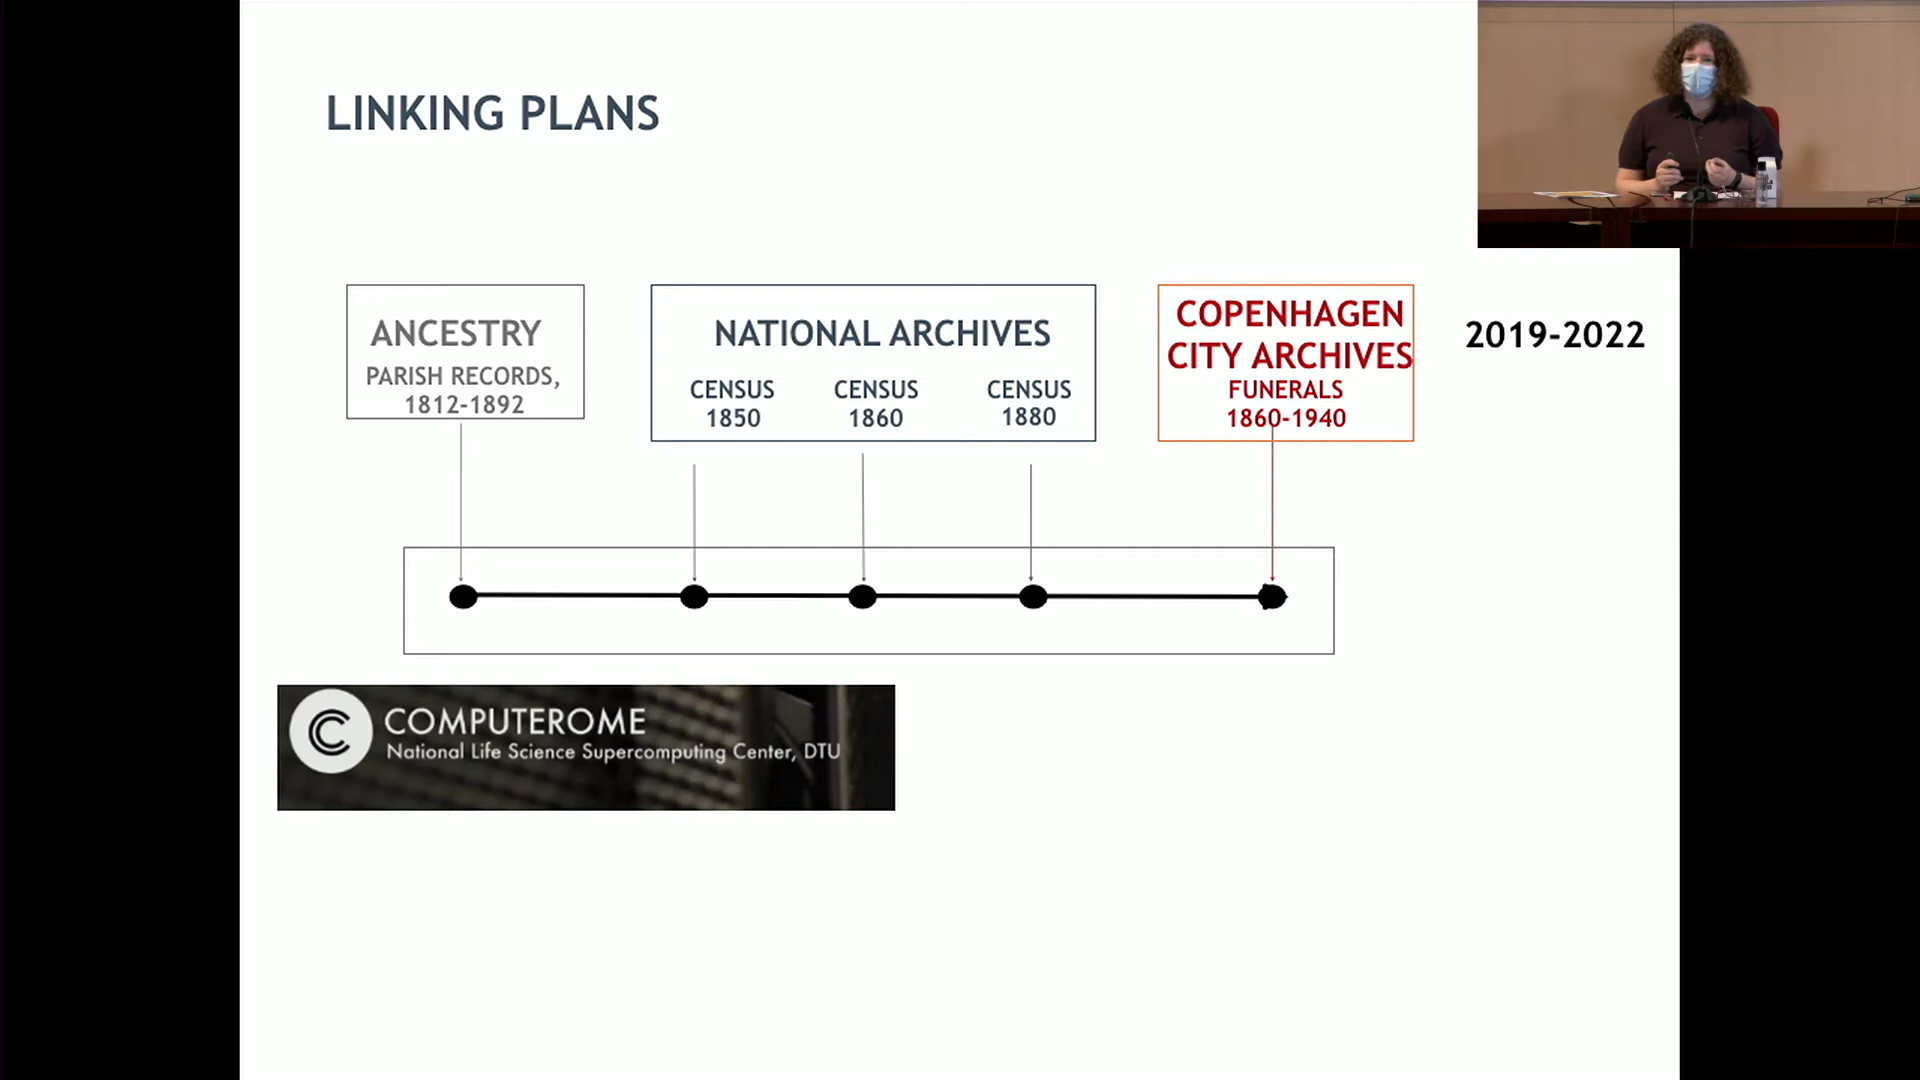 LINKING PLANS
ANCESTRY
PARISH RECORDS,
1812-1892
NATIONAL ARCHIVES
CENSUS
1850
CENSUS
1860
CENSUS
1880
COPENHAGEN
CITY ARCHIVES
FUNERALS
1860-1940
2019-2022
C
COMPUTEROME
National Life Science Supercomputing Center, DTU